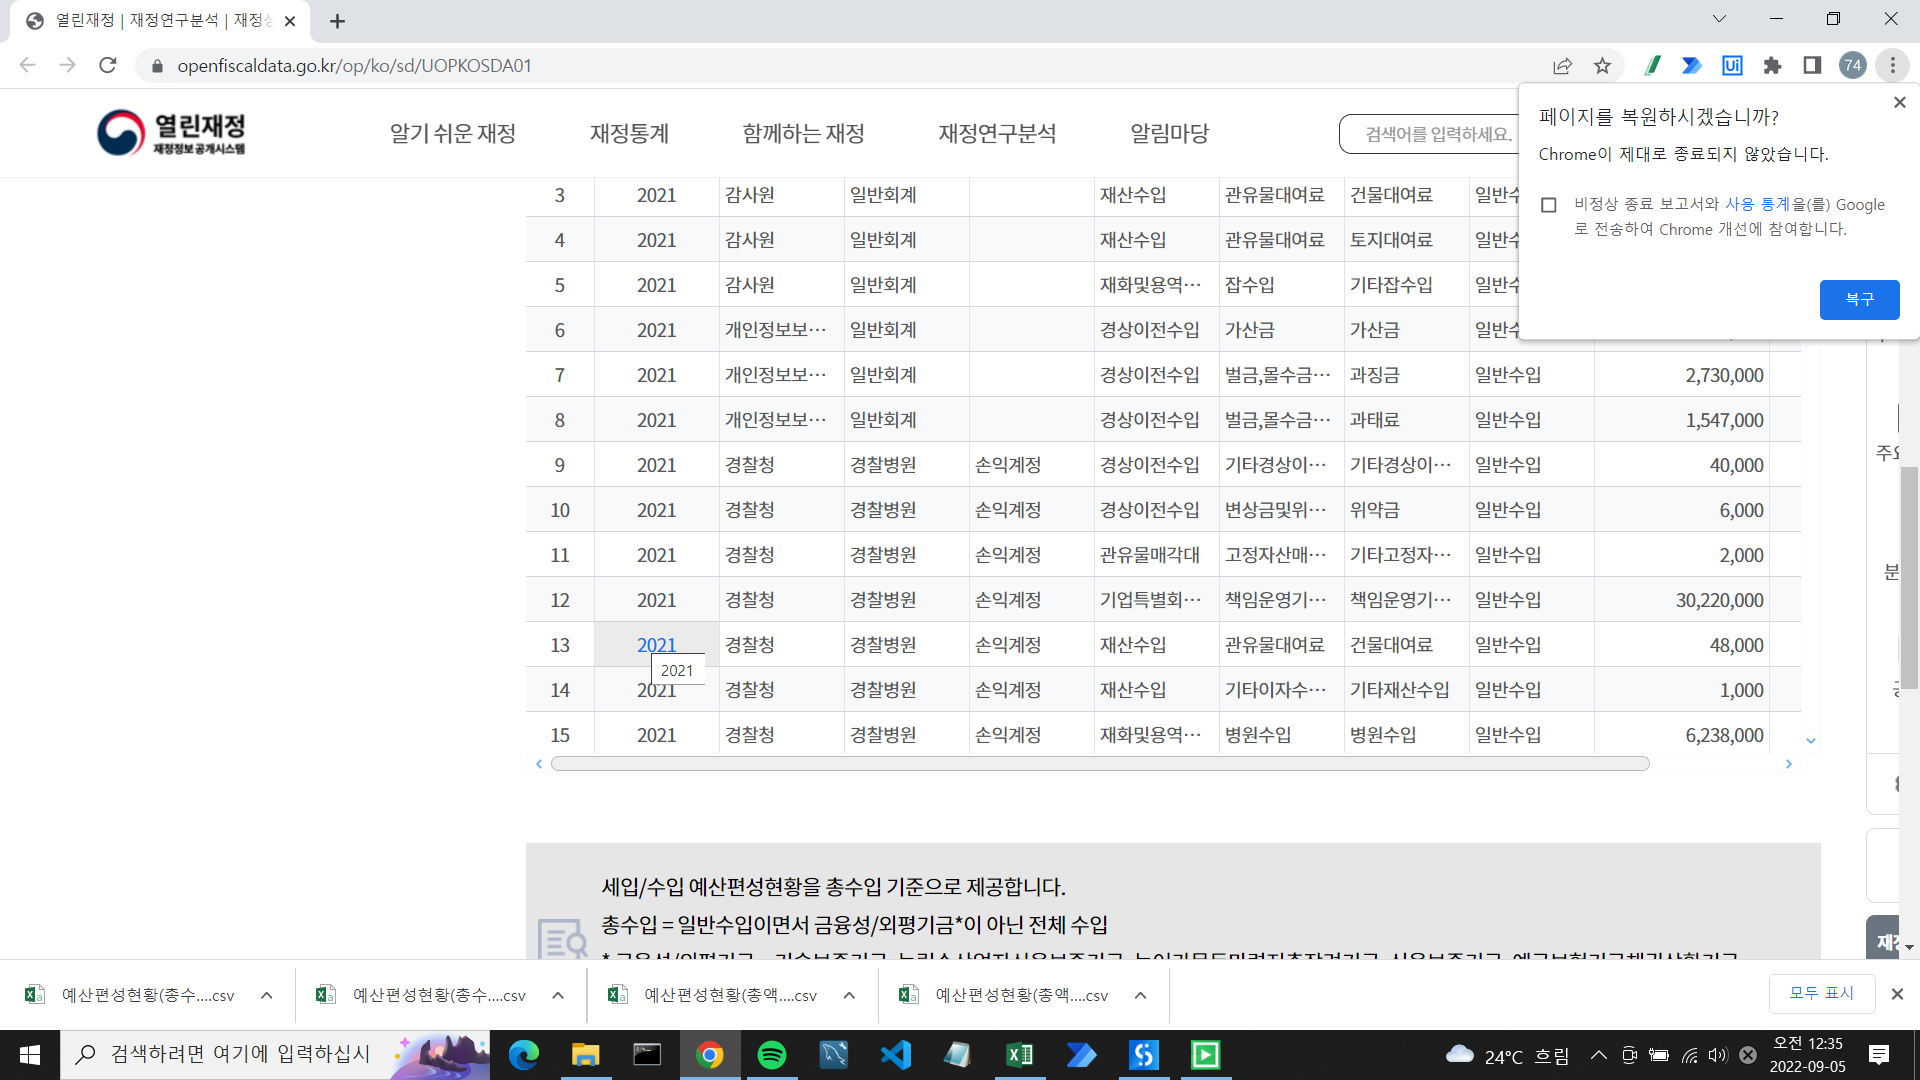 열린재정 | 재정연구분석 | 재정상
openfiscaldata.go.kr/op/ko/sd/UOPKOSDA01
Ui
74
열린재정
재정정보공개시스템
알기 쉬운 재정 재정통계 함께하는 재정 재정연구분석 알림마당
검색어를 입력하세요.
페이지를 복원하시겠습니까?
Chrome이 제대로 종료되지 않았습니다.
비정상 종료 보고서와 사용 통계을(를) Google
로 전송하여 Chrome 개선에 참여합니다.
복구
3 2021 감사원 일반회계 재산수입 관유물대여료 건물대여료 일반수
4 2021 감사원 일반회계 재산수입 관유물대여료 토지대여료 일반수
5 2021 감사원 일반회계 재화및용역… 잡수입 기타잡수입 일반수
6 2021 개인정보보… 일반회계 경상이전수입 가산금 가산금 일반수
7 2021 개인정보보… 일반회계 경상이전수입 벌금,몰수금… 과징금 일반수입 2,730,000
8 2021 개인정보보… 일반회계 경상이전수입 벌금,몰수금… 과태료 일반수입 1,547,000
9 2021 경찰청 경찰병원 손익계정 경상이전수입 기타경상이… 기타경상이… 일반수입 40,000
10 2021 경찰청 경찰병원 손익계정 경상이전수입 변상금및위… 위약금 일반수입 6,000
11 2021 경찰청 경찰병원 손익계정 관유물매각대 고정자산매… 기타고정자… 일반수입 2,000
12 2021 경찰청 경찰병원 손익계정 기업특별회… 책임운영기… 책임운영기… 일반수입 30,220,000
13 2021 경찰청 경찰병원 손익계정 재산수입 관유물대여료 건물대여료 일반수입 48,000
2021
14 2021 경찰청 경찰병원 손익계정 재산수입 기타이자수… 기타재산수입 일반수입 1,000
15 2021 경찰청 경찰병원 손익계정 재화및용역… 병원수입 병원수입 일반수입 6,238,000
주요
분
세입/수입 예산편성현황을 총수입 기준으로 제공합니다.
총수입 = 일반수입이면서 금융성/외평기금*이 아닌 전체 수입
재정
예산편성현황(총수....csv 예산편성현황(총수....csv 예산편성현황(총액....csv 예산편성현황(총액....csv 모두 표시
검색하려면 여기에 입력하십시
24°C 흐림
오전 12:35
2022-09-05